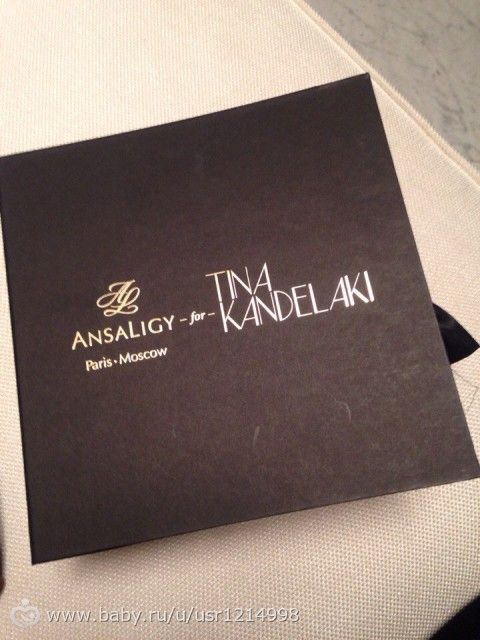 AL
ANSALIGY - for - TINA KANDELAKI
Paris • Moscow
www.baby.ru/u/usr1214998